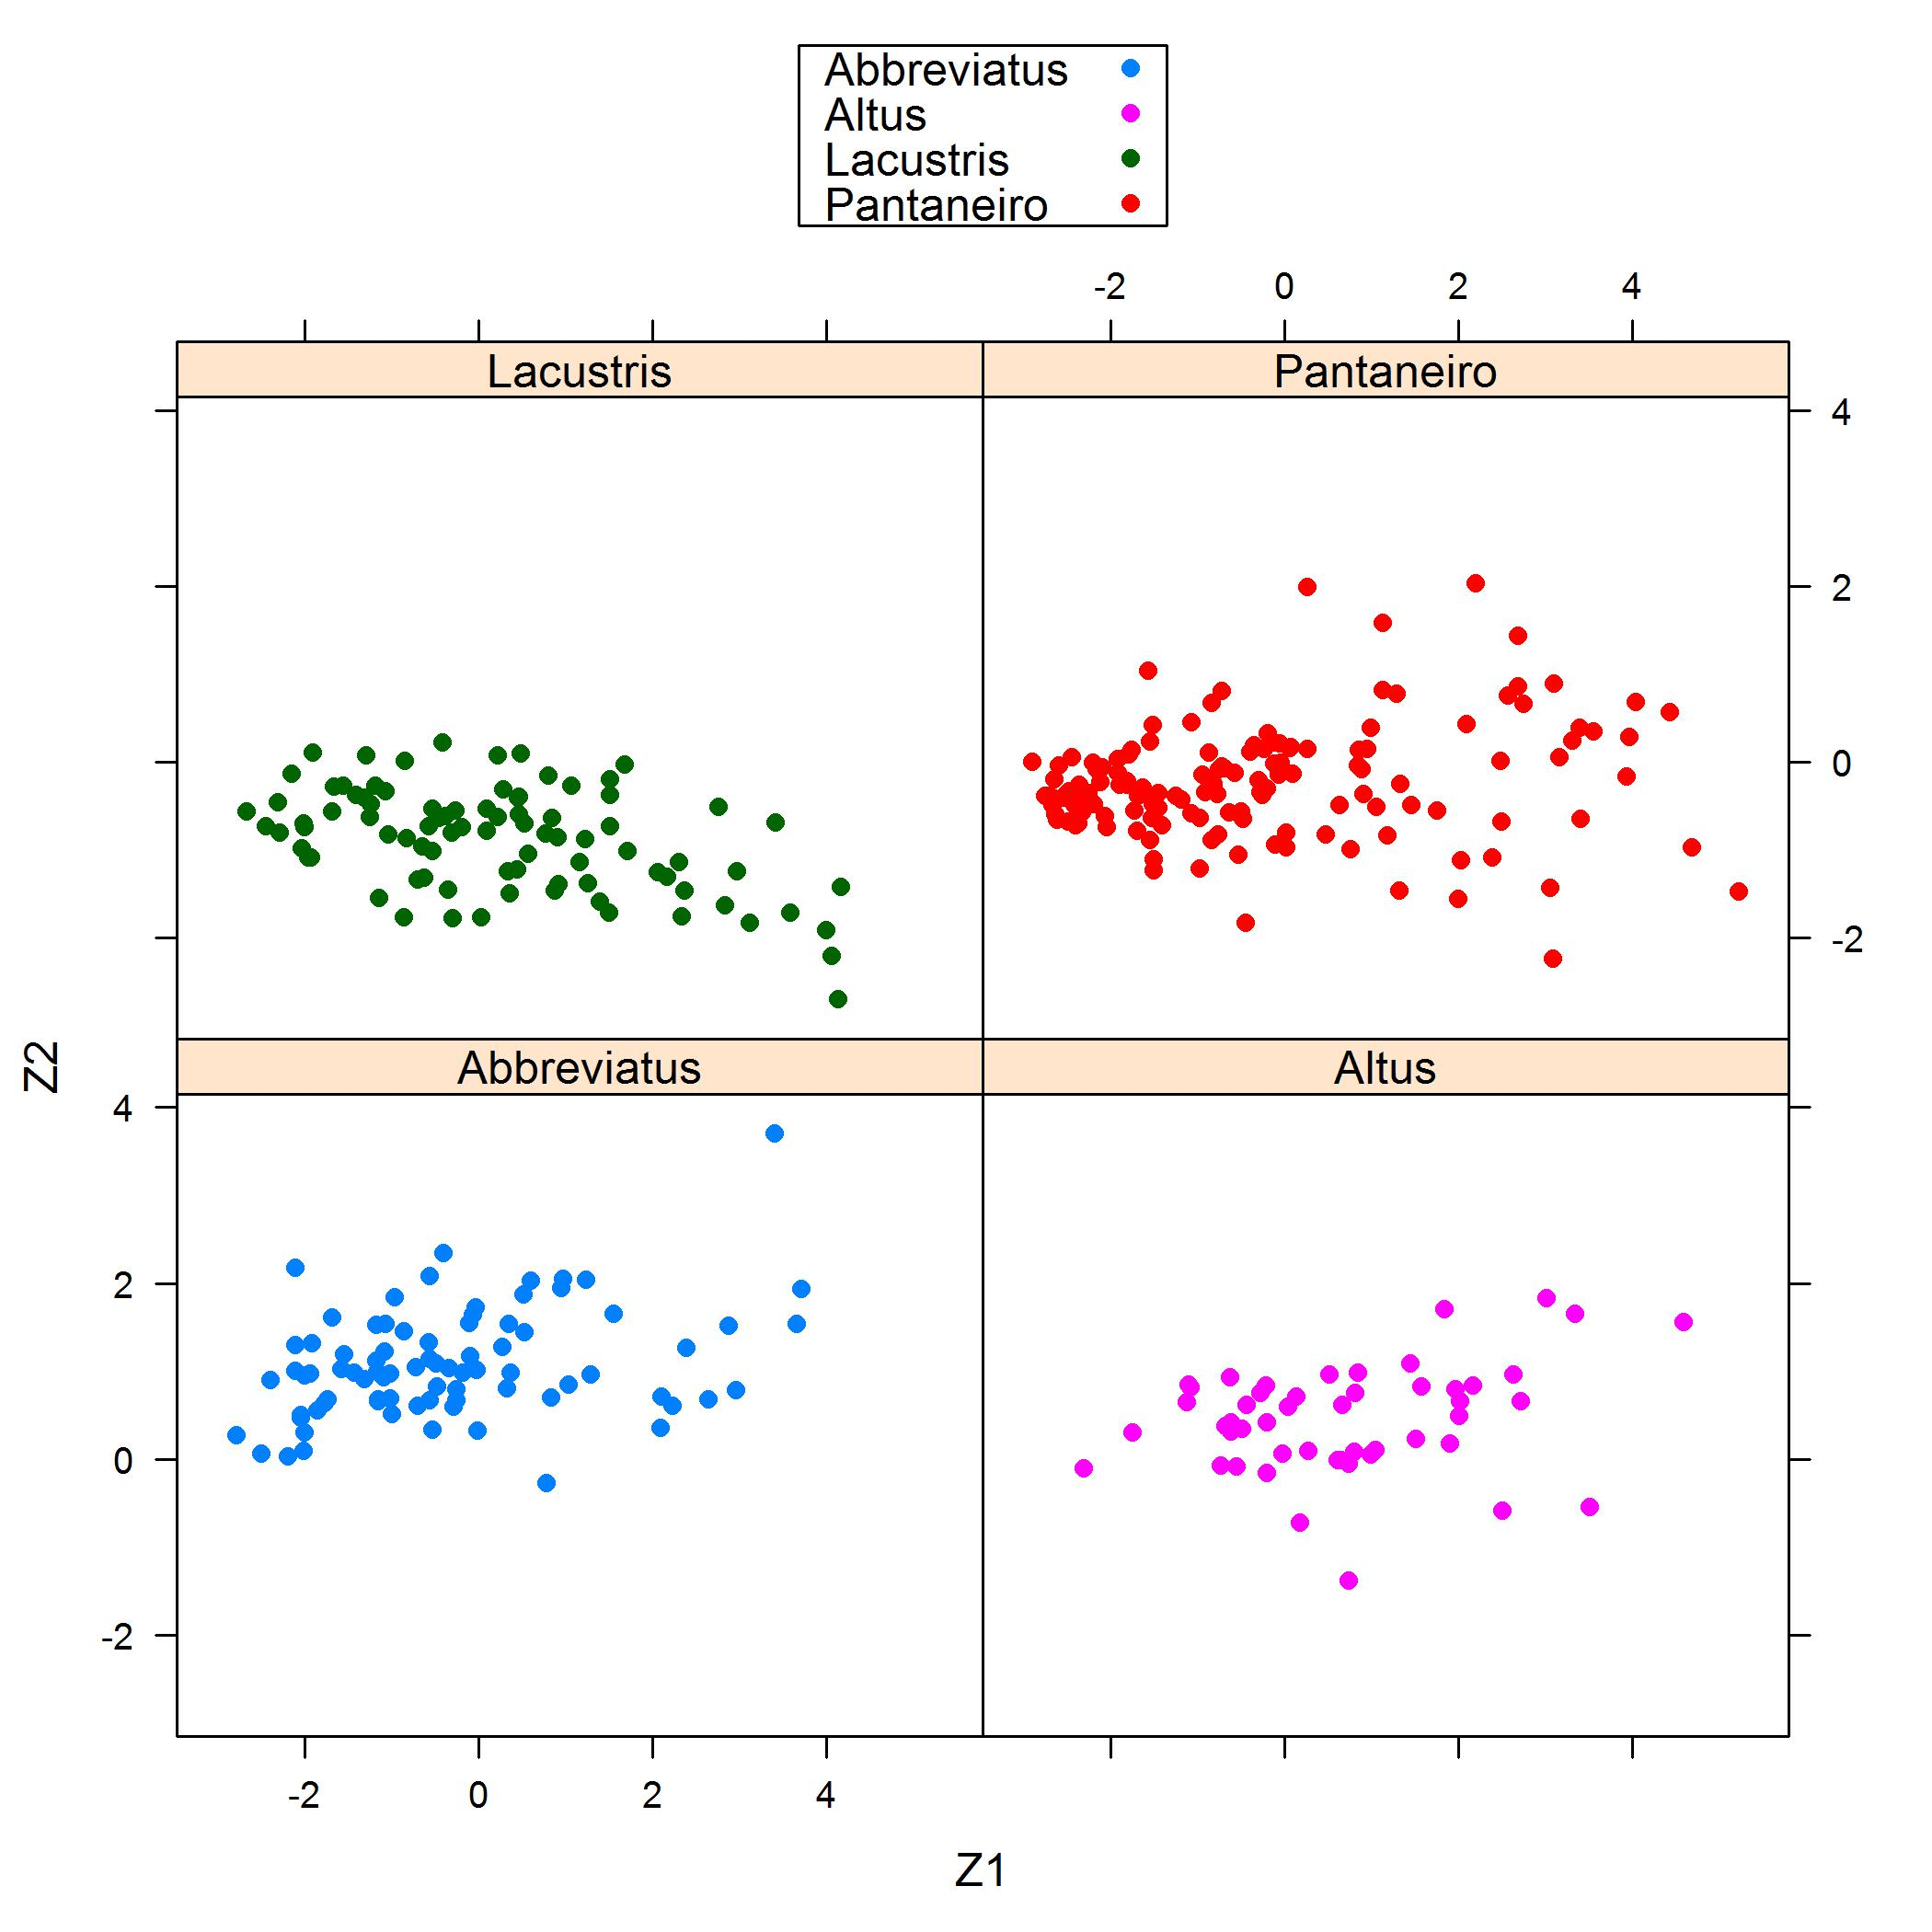 Abbreviatus
Altus
Lacustris
Pantaneiro
-2 0 2 4
Lacustris Pantaneiro
4
2
0
-2
Z2
Abbreviatus Altus
4
2
0
-2
-2 0 2 4
Z1